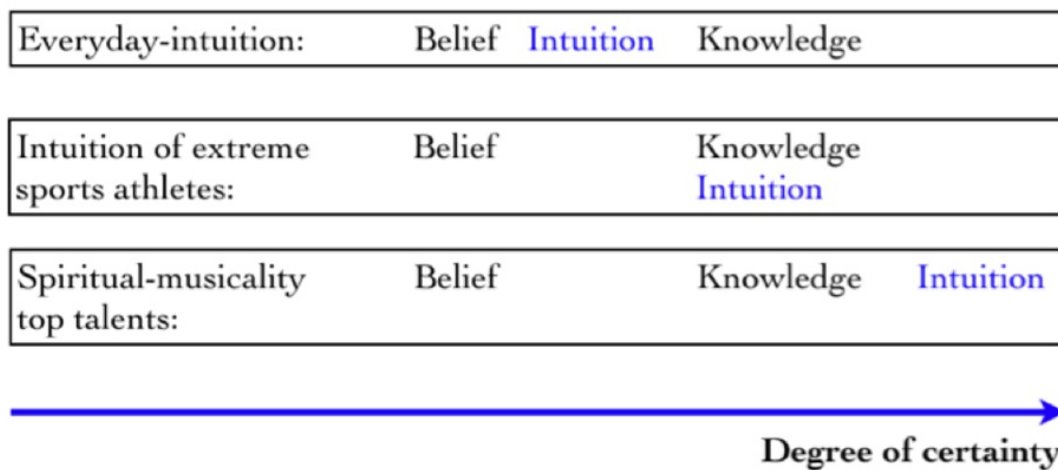 Everyday-intuition: Belief Intuition Knowledge
Intuition of extreme Belief Knowledge
sports athletes: Intuition
Spiritual-musicality Belief Knowledge Intuition
top talents:
Degree of certainty